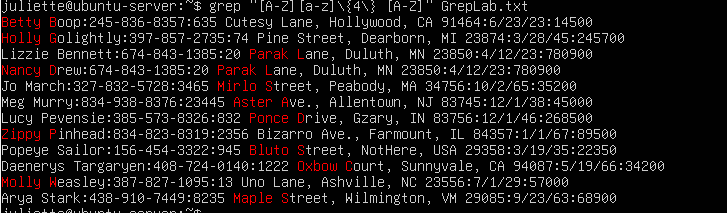 juliette@ubuntu-server:~$ grep "[A-Z][a-z]\{4\} [A-Z]" GrepLab.txt
Betty Boop:245-836-8357:635 Cutesy Lane, Hollywood, CA 91464:6/23/23:14500
Holly Golightly:397-857-2735:74 Pine Street, Dearborn, MI 23874:3/28/45:245700
Lizzie Bennett:674-843-1385:20 Parak Lane, Duluth, MN 23850:4/12/23:780900
Nancy Drew:674-843-1385:20 Parak Lane, Duluth, MN 23850:4/12/23:780900
Jo March:327-832-5728:3465 Mirlo Street, Peabody, MA 34756:10/2/65:35200
Meg Murry:834-938-8376:23445 Aster Ave., Allentown, NJ 83745:12/1/38:45000
Lucy Pevensie:385-573-8326:832 Ponce Drive, Gzary, IN 83756:12/1/46:268500
Zippy Pinhead:834-823-8319:2356 Bizarro Ave., Farmount, IL 84357:1/1/67:89500
Popeye Sailor:156-454-3322:945 Bluto Street, NotHere, USA 29358:3/19/35:22350
Daenerys Targaryen:408-724-0140:1222 Oxbow Court, Sunnyvale, CA 94087:5/19/66:34200
Molly Weasley:387-827-1095:13 Uno Lane, Ashville, NC 23556:7/1/29:57000
Arya Stark:438-910-7449:8235 Maple Street, Wilmington, VM 29085:9/23/63:68900
juliette@ubuntu-server:~$